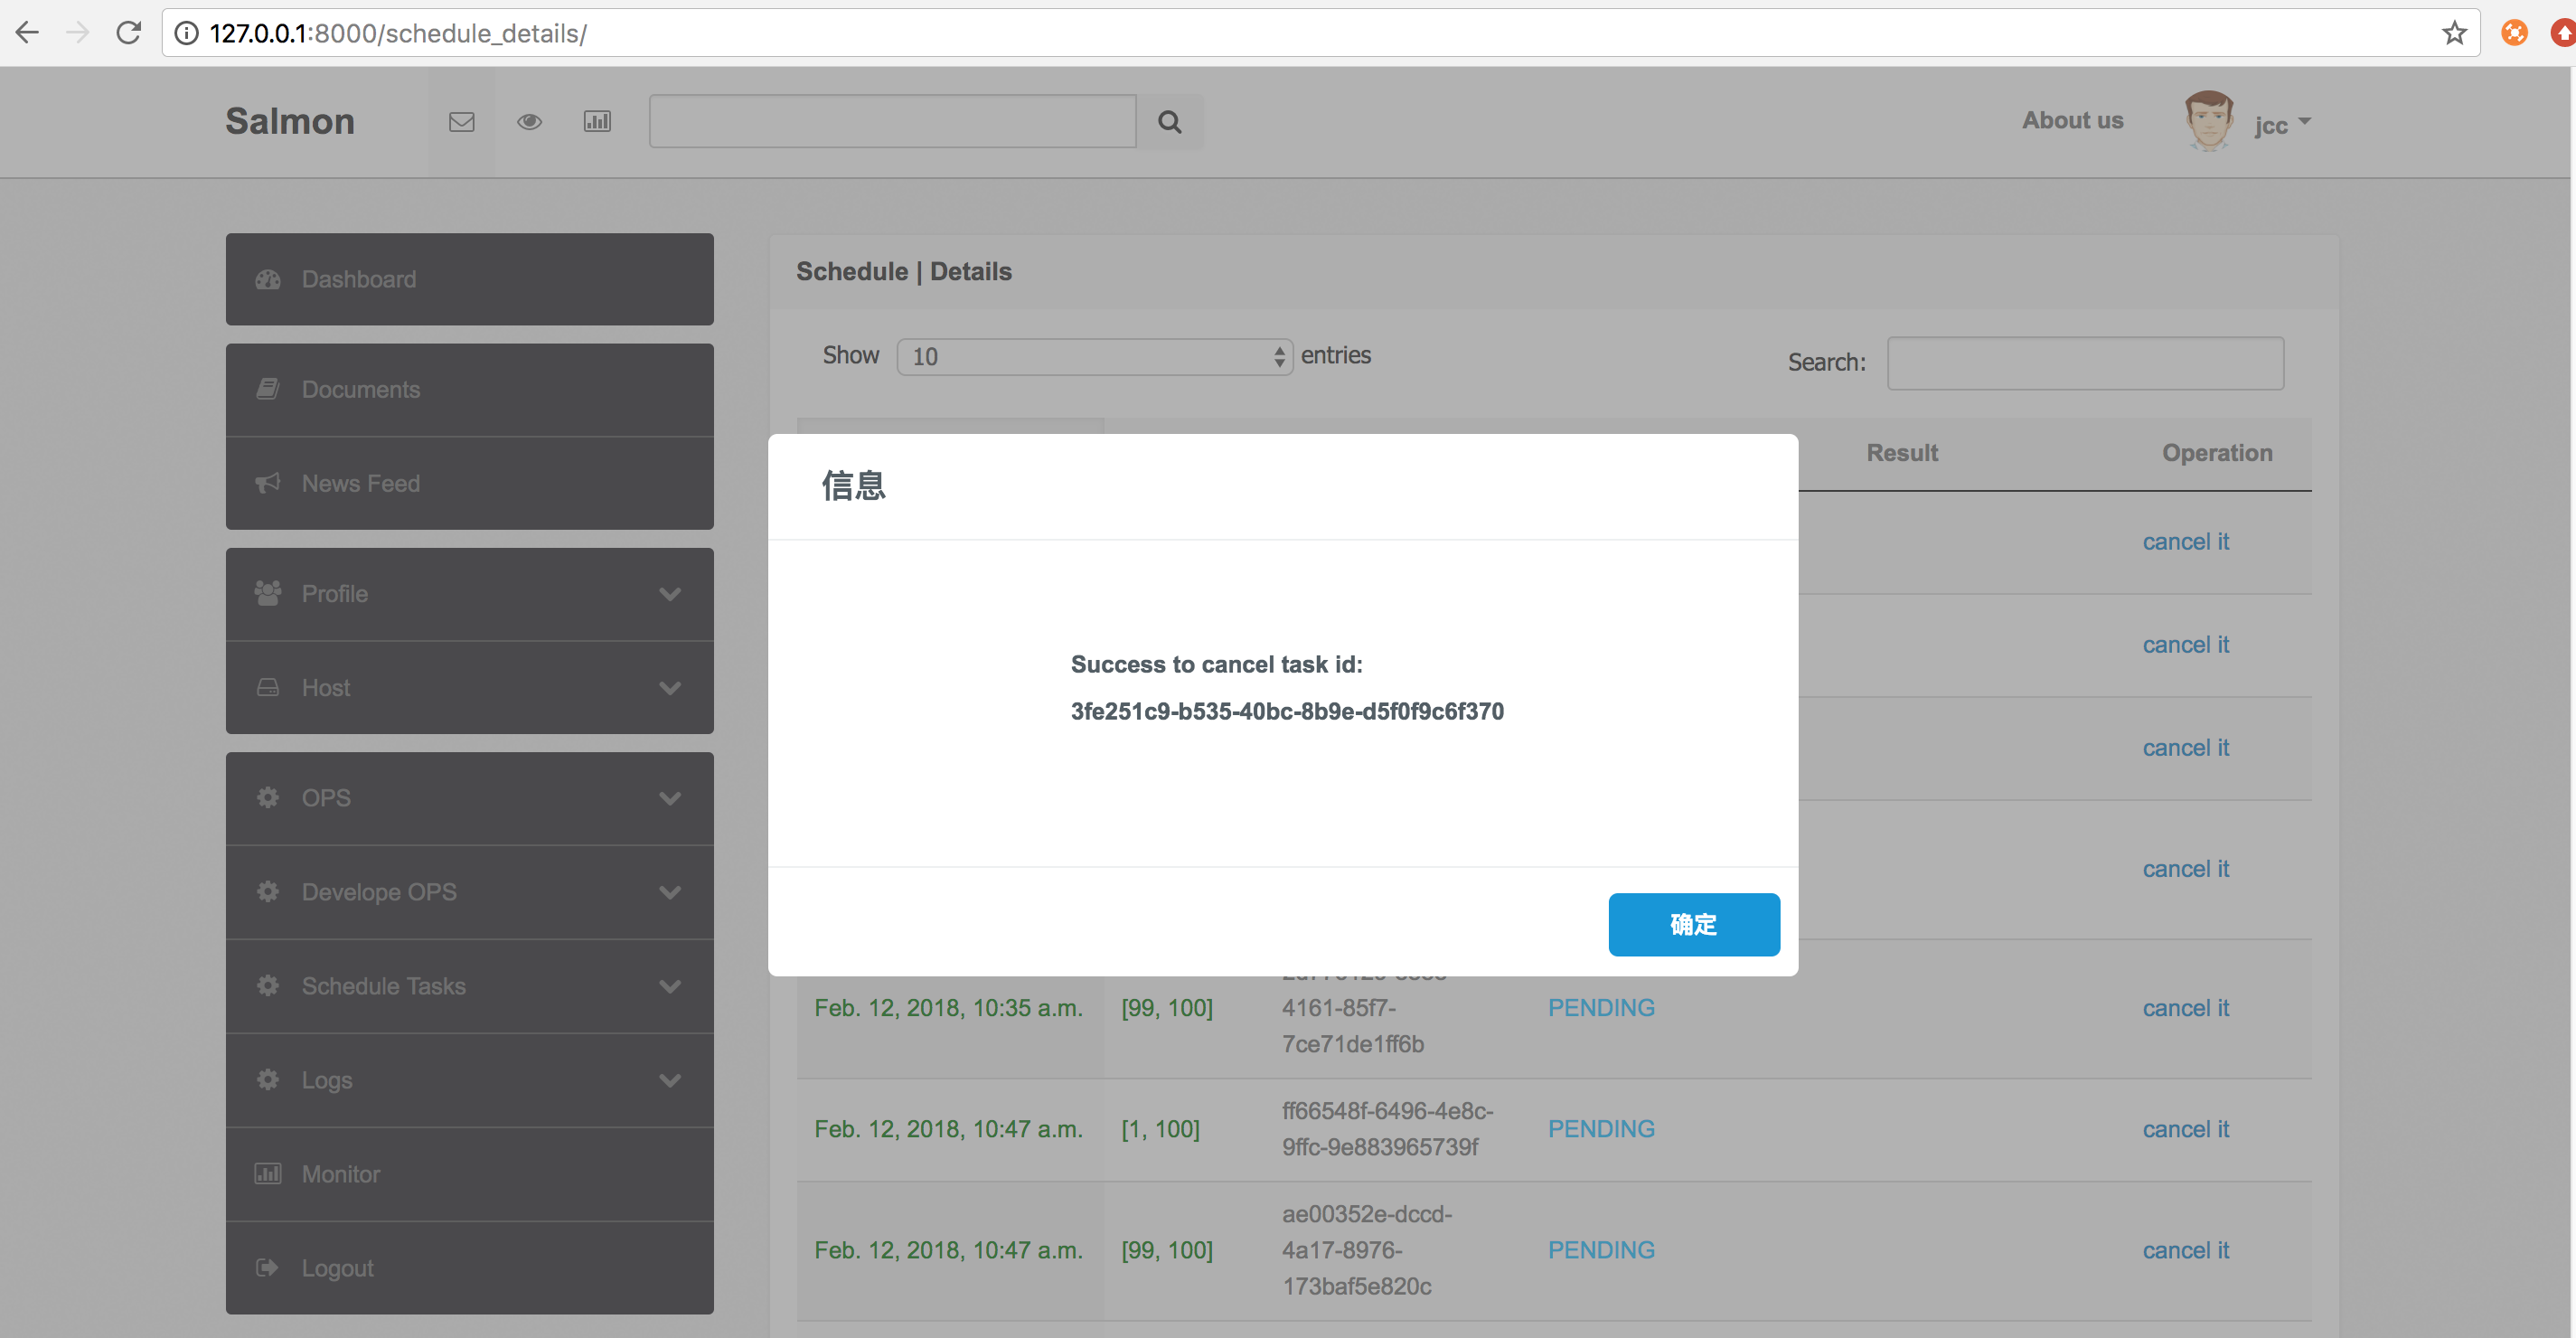 127.0.0.1:8000/schedule_details/
Salmon
About us
jcc
Dashboard
Documents
News Feed
Profile
Host
OPS
Develope OPS
Schedule Tasks
Logs
Monitor
Logout
Schedule | Details
Show 10 entries
Search:
Result Operation
cancel it
cancel it
cancel it
cancel it
信息
Success to cancel task id:
3fe251c9-b535-40bc-8b9e-d5f0f9c6f370
确定
Feb. 12, 2018, 10:35 a.m. [99, 100] 4161-85f7- PENDING cancel it
7ce71de1ff6b
ff66548f-6496-4e8c-
Feb. 12, 2018, 10:47 a.m. [1, 100] PENDING cancel it
9ffc-9e883965739f
ae00352e-dccd-
Feb. 12, 2018, 10:47 a.m. [99, 100] 4a17-8976- PENDING cancel it
173baf5e820c